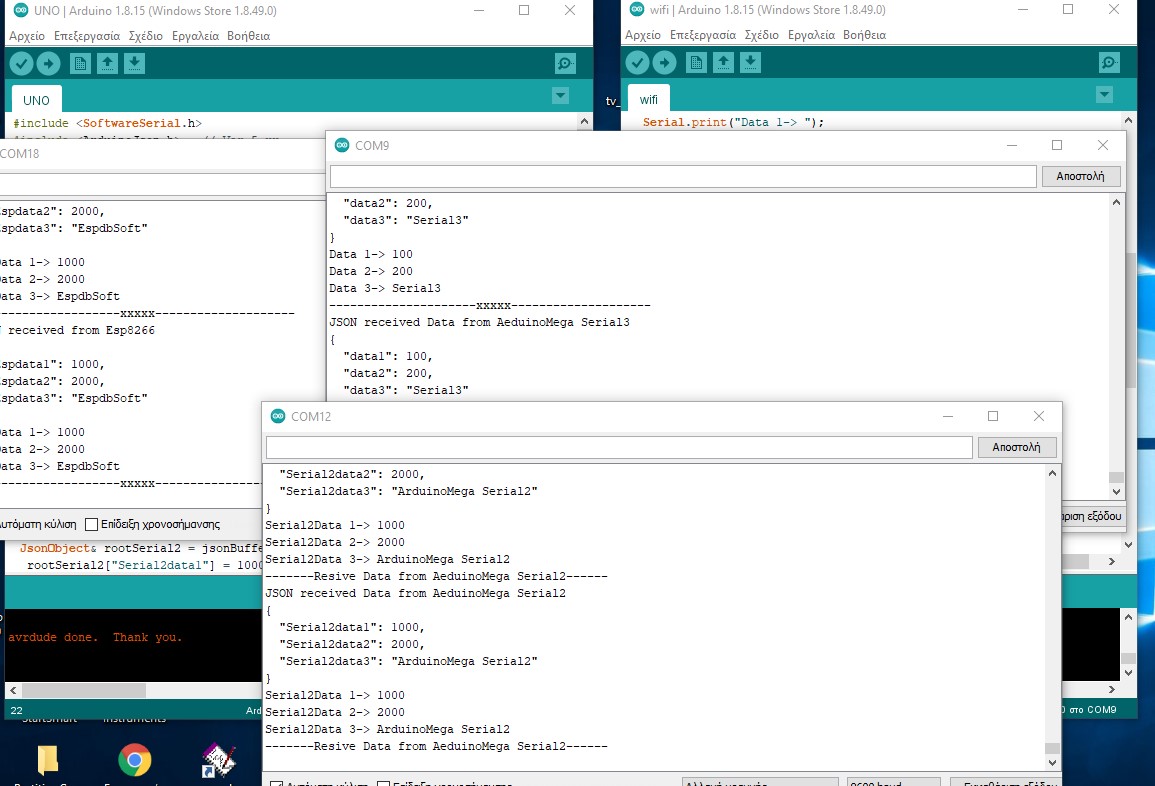 UNO | Arduino 1.8.15 (Windows Store 1.8.49.0)
Αρχείο Επεξεργασία Σχέδιο Εργαλεία Βοήθεια
UNO
#include <SoftwareSerial.h>
wifi | Arduino 1.8.15 (Windows Store 1.8.49.0)
Αρχείο Επεξεργασία Σχέδιο Εργαλεία Βοήθεια
tv_
wifi
Serial.print("Data 1-> ");
COM18
spdata2": 2000,
spdata3": "EspdbSoft"
ata 1-> 1000
ata 2-> 2000
ata 3-> EspdbSoft
------------------xxxxx--------------------
received from Esp8266
spdata1": 1000,
spdata2": 2000,
spdata3": "EspdbSoft"
ata 1-> 1000
ata 2-> 2000
ata 3-> EspdbSoft
------------------xxxxx----------------
υτόματη κύλιση Επίδειξη χρονοσήμανσης
COM9
Αποστολή
"data2": 200,
"data3": "Serial3"
}
Data 1-> 100
Data 2-> 200
Data 3-> Serial3
---------------------xxxxx--------------------
JSON received Data from AeduinoMega Serial3
{
"data1": 100,
"data2": 200,
"data3": "Serial3"
ριση εξόδου
JsonObject& rootSerial2 = jsonBuffe
rootSerial2["Serial2data1"] = 1000
avrdude done.  Thank you.
22
Ard
στο COM9
COM12
Αποστολή
"Serial2data2": 2000,
"Serial2data3": "ArduinoMega Serial2"
}
Serial2Data 1-> 1000
Serial2Data 2-> 2000
Serial2Data 3-> ArduinoMega Serial2
-------Resive Data from AeduinoMega Serial2------
JSON received Data from AeduinoMega Serial2
{
"Serial2data1": 1000,
"Serial2data2": 2000,
"Serial2data3": "ArduinoMega Serial2"
}
Serial2Data 1-> 1000
Serial2Data 2-> 2000
Serial2Data 3-> ArduinoMega Serial2
-------Resive Data from AeduinoMega Serial2------